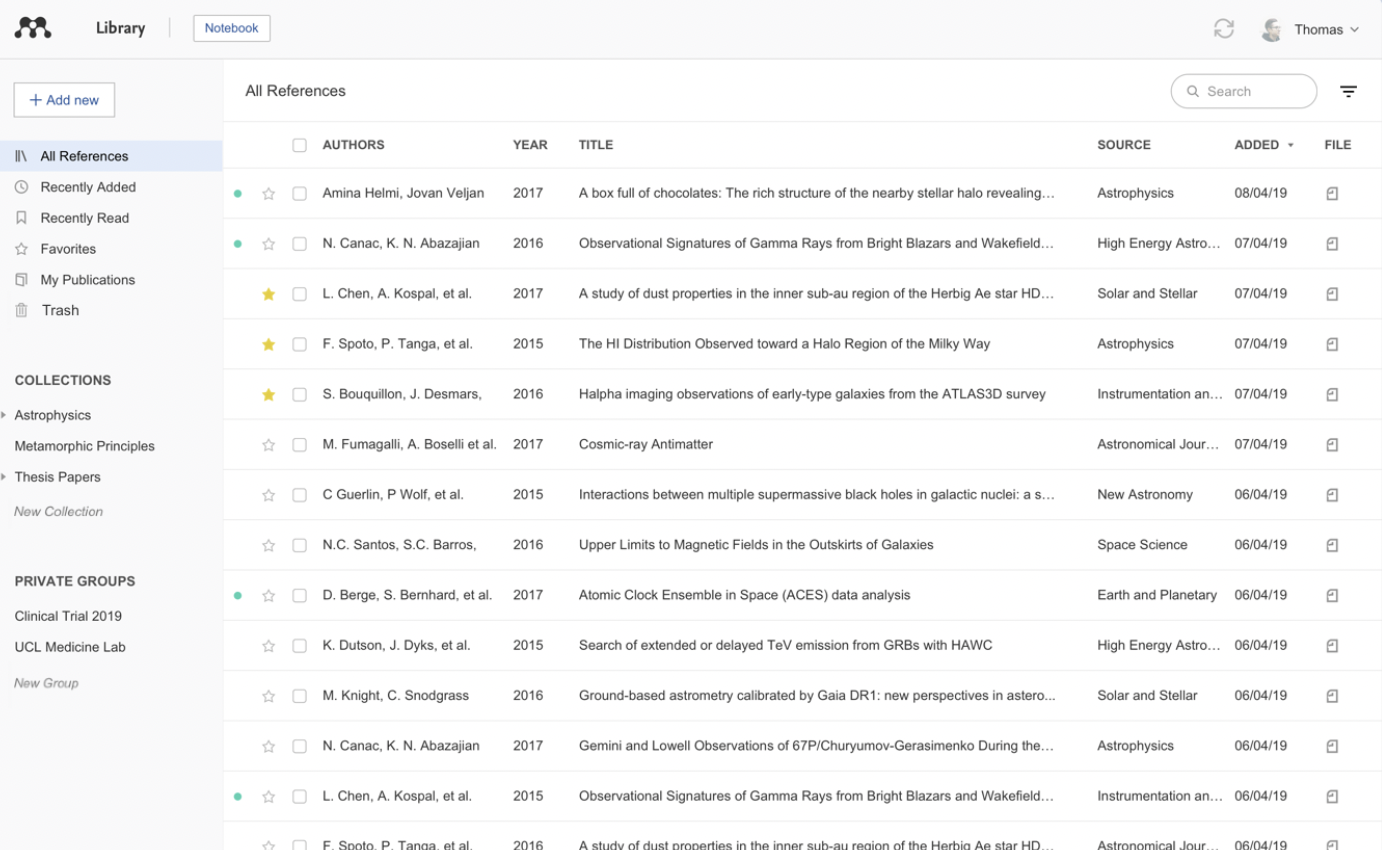 Library
Notebook
Thomas
+ Add new
All References
Search
All References
Recently Added
Recently Read
Favorites
My Publications
Trash
COLLECTIONS
Astrophysics
Metamorphic Principles
Thesis Papers
New Collection
PRIVATE GROUPS
Clinical Trial 2019
UCL Medicine Lab
New Group
AUTHORS YEAR TITLE SOURCE ADDED FILE
Amina Helmi, Jovan Veljan 2017 A box full of chocolates: The rich structure of the nearby stellar halo revealing… Astrophysics 08/04/19
N. Canac, K. N. Abazajian 2016 Observational Signatures of Gamma Rays from Bright Blazars and Wakefield… High Energy Astro… 07/04/19
L. Chen, A. Kospal, et al. 2017 A study of dust properties in the inner sub-au region of the Herbig Ae star HD… Solar and Stellar 07/04/19
F. Spoto, P. Tanga, et al. 2015 The HI Distribution Observed toward a Halo Region of the Milky Way Astrophysics 07/04/19
S. Bouquillon, J. Desmars, 2016 Halpha imaging observations of early-type galaxies from the ATLAS3D survey Instrumentation an… 07/04/19
M. Fumagalli, A. Boselli et al. 2017 Cosmic-ray Antimatter Astronomical Jour… 07/04/19
C Guerlin, P Wolf, et al. 2015 Interactions between multiple supermassive black holes in galactic nuclei: a s… New Astronomy 06/04/19
N.C. Santos, S.C. Barros, 2016 Upper Limits to Magnetic Fields in the Outskirts of Galaxies Space Science 06/04/19
D. Berge, S. Bernhard, et al. 2017 Atomic Clock Ensemble in Space (ACES) data analysis Earth and Planetary 06/04/19
K. Dutson, J. Dyks, et al. 2015 Search of extended or delayed TeV emission from GRBs with HAWC High Energy Astro… 06/04/19
M. Knight, C. Snodgrass 2016 Ground-based astrometry calibrated by Gaia DR1: new perspectives in astero... Solar and Stellar 06/04/19
N. Canac, K. N. Abazajian 2017 Gemini and Lowell Observations of 67P/Churyumov-Gerasimenko During the… Astrophysics 06/04/19
L. Chen, A. Kospal, et al. 2015 Observational Signatures of Gamma Rays from Bright Blazars and Wakefield… Instrumentation an… 06/04/19
F. Spoto, P. Tanga, et al. 2016 A study of dust properties in the inner sub-au region of the Herbig Ae star HD… Astronomical Jour… 06/04/19